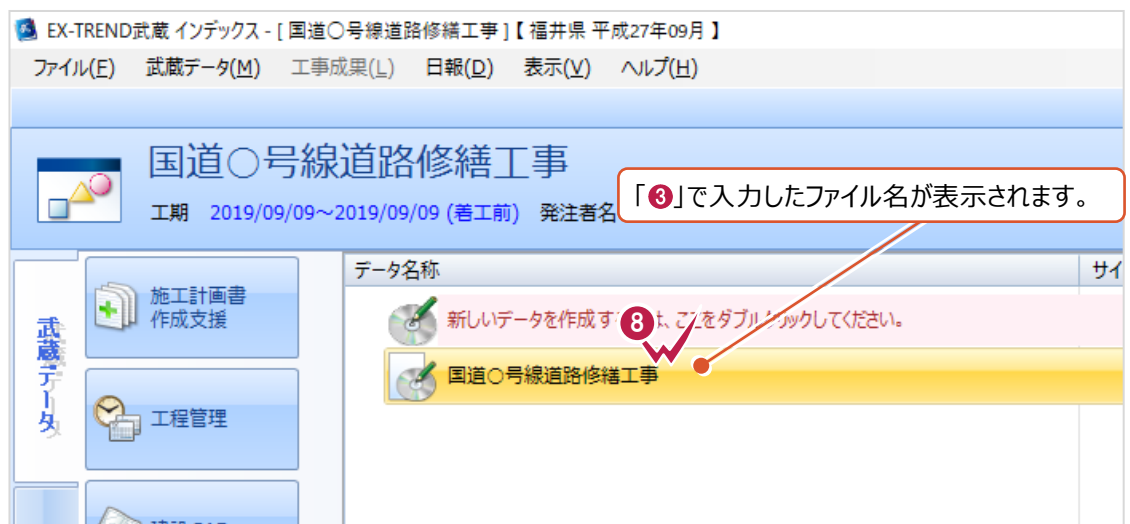 EX-TREND武蔵 インデックス - [ 国道○号線道路修繕工事 ]【 福井県 平成27年09月 】
ファイル(F) 武蔵データ(M) 工事成果(L) 日報(D) 表示(V) ヘルプ(H)
国道○号線道路修繕工事
工期 2019/09/09～2019/09/09 (着工前) 発注者名
「❸」で入力したファイル名が表示されます。
武蔵データ
施工計画書
作成支援
工程管理
データ名称 サイ
新しいデータを作成す は、ここをダブルクリックしてください。
8
国道○号線道路修繕工事